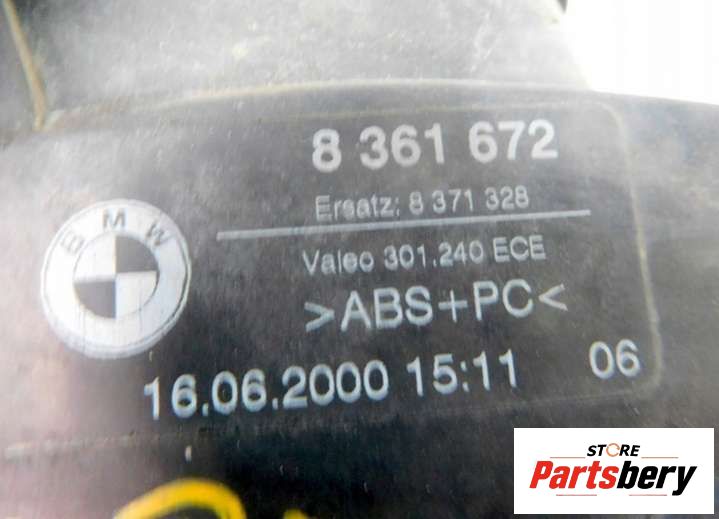 8 361 672
Ersatz: 8 371 328
Valeo 301.240 ECE
BMW
>ABS+PC<
16.06.2000 15:11 06
STORE
Partsbery